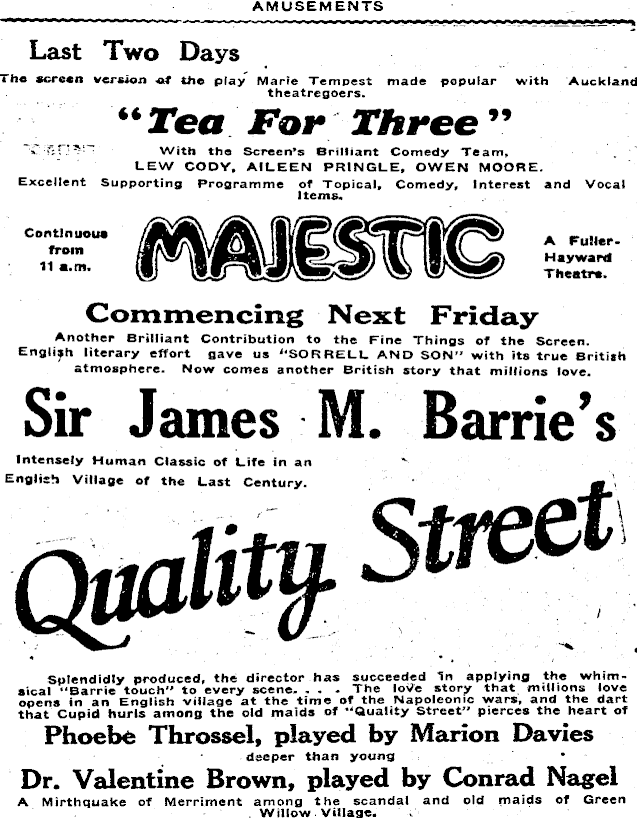 AMUSEMENTS
Last Two Days
The screen version of the play Marie Tempest made popular with Auckland
theatregoers.
"Tea For Three"
With the Screen's Brilliant Comedy Team,
LEW CODY, AILEEN PRINGLE, OWEN MOORE.
Excellent Supporting Programme of Topical, Comedy, Interest and Vocal
Items.
Continuous
from
11 a.m.
MAJESTIC
A Fuller-
Hayward
Theatre.
Commencing Next Friday
Another Brilliant Contribution to the Fine Things of the Screen.
English literary effort gave us "SORRELL AND SON" with its true British
atmosphere. Now comes another British story that millions love.
Sir James M. Barrie's
Intensely Human Classic of Life in an
English Village of the Last Century.
Quality Street
Splendidly produced, the director has succeeded in applying the whim-
sical "Barrie touch" to every scene. . . . The love story that millions love
opens in an English village at the time of the Napoleonic wars, and the dart
that Cupid hurls among the old maids of "Quality Street" pierces the heart of
Phoebe Throssel, played by Marion Davies
deeper than young
Dr. Valentine Brown, played by Conrad Nagel
A Mirthquake of Merriment among the scandal and old maids of Green
Willow Village.